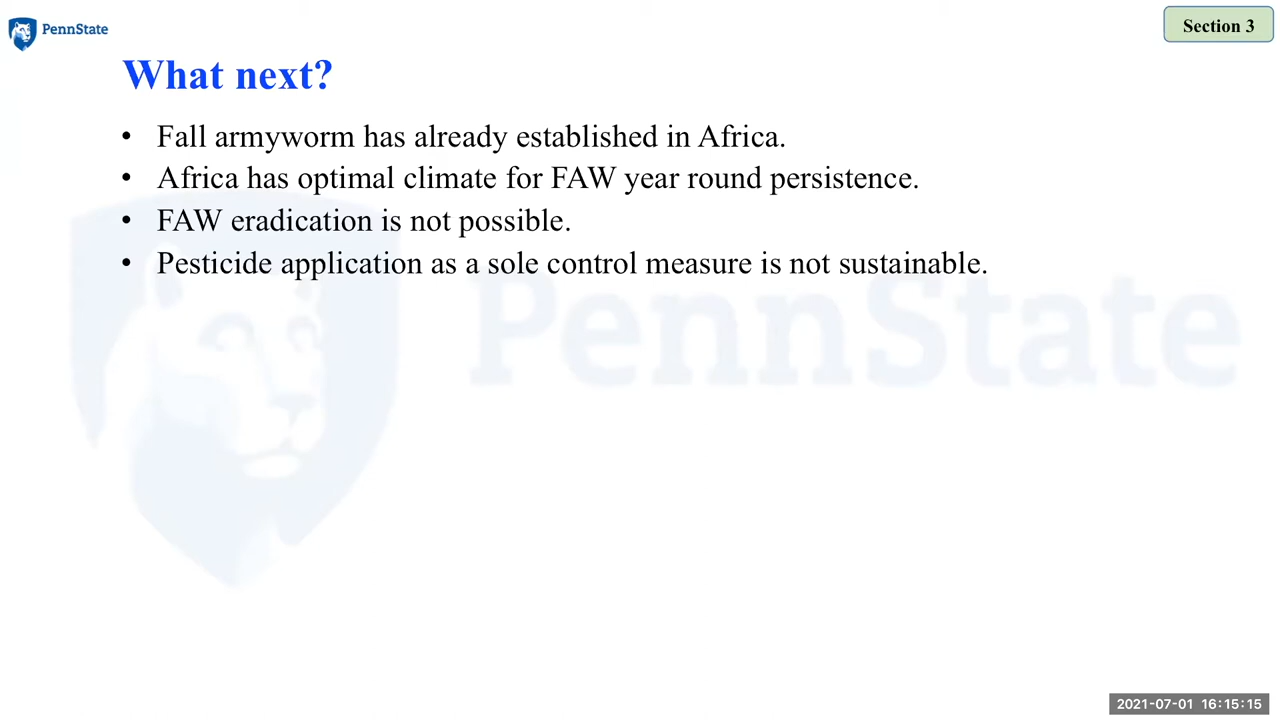 PennState
Section 3
What next?
• Fall armyworm has already established in Africa.
• Africa has optimal climate for FAW year round persistence.
• FAW eradication is not possible.
• Pesticide application as a sole control measure is not sustainable.
PennState
2021-07-01 16:15:15